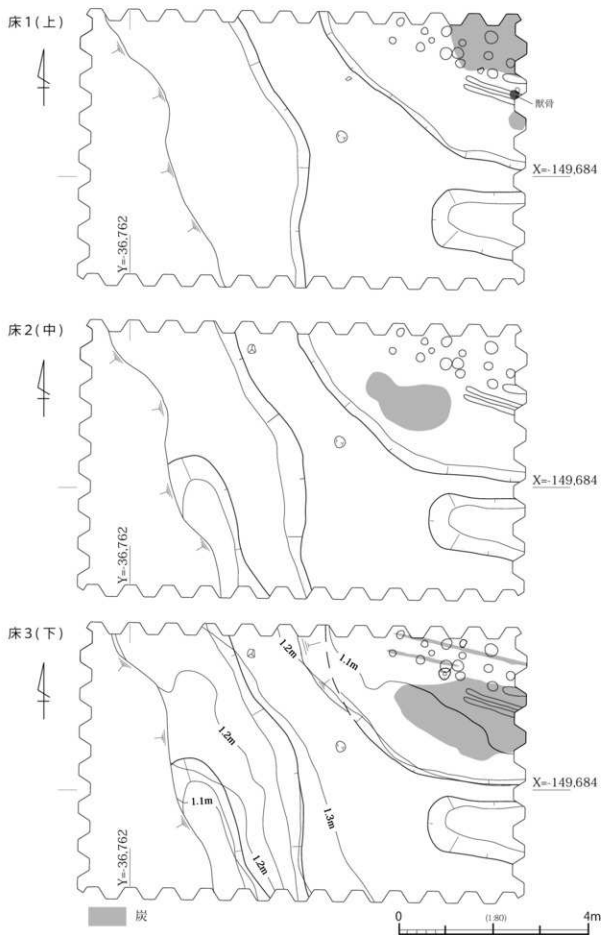 床1(上)
獣骨
X=-149,684
Y=-36,762
床2(中)
X=-149,684
Y=-36,762
床3(下)
1.2m
1.1m
1.2m
X=-149,684
1.1m
1.3m
1.2m
Y=-36,762
炭
0
(1:80)
4m